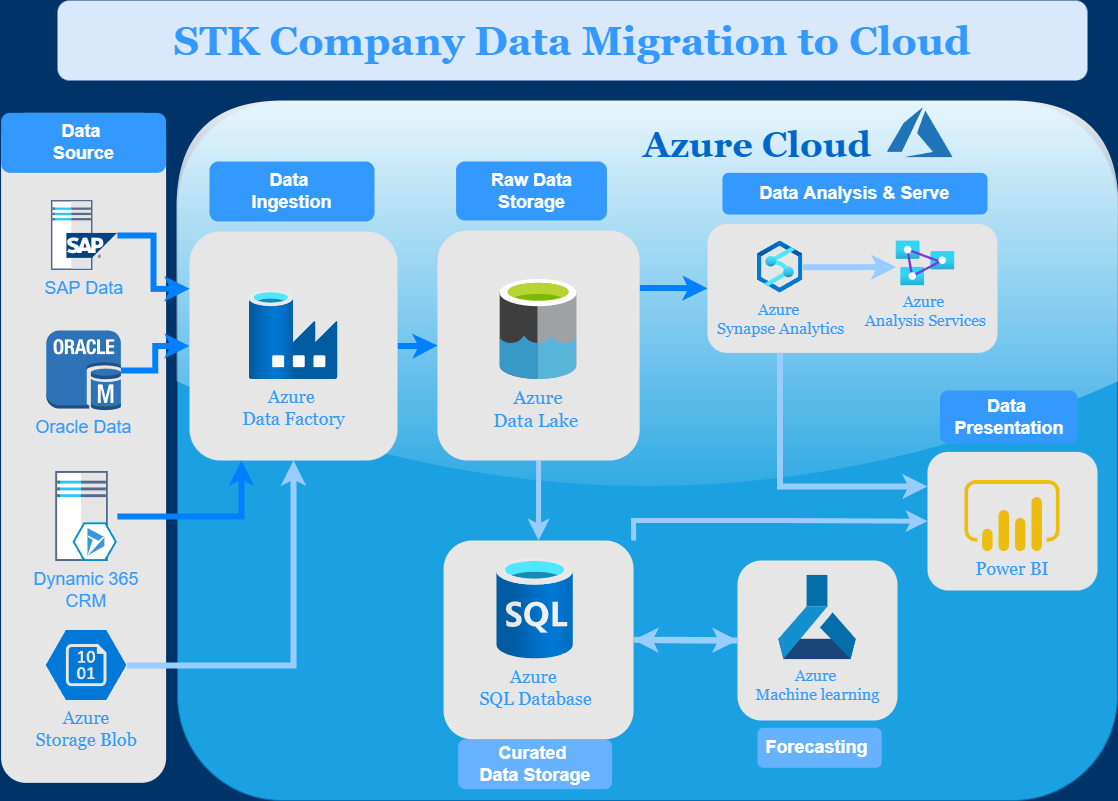 STK Company Data Migration to Cloud
Data
Source
SAP
SAP Data
ORACLE
M
Oracle Data
Dynamic 365
CRM
10
01
Azure
Storage Blob
Azure Cloud
Data
Ingestion
Azure
Data Factory
Raw Data
Storage
Azure
Data Lake
Data Analysis & Serve
Azure
Synapse Analytics
Azure
Analysis Services
Data
Presentation
Power BI
SQL
Azure
SQL Database
Curated
Data Storage
Azure
Machine learning
Forecasting